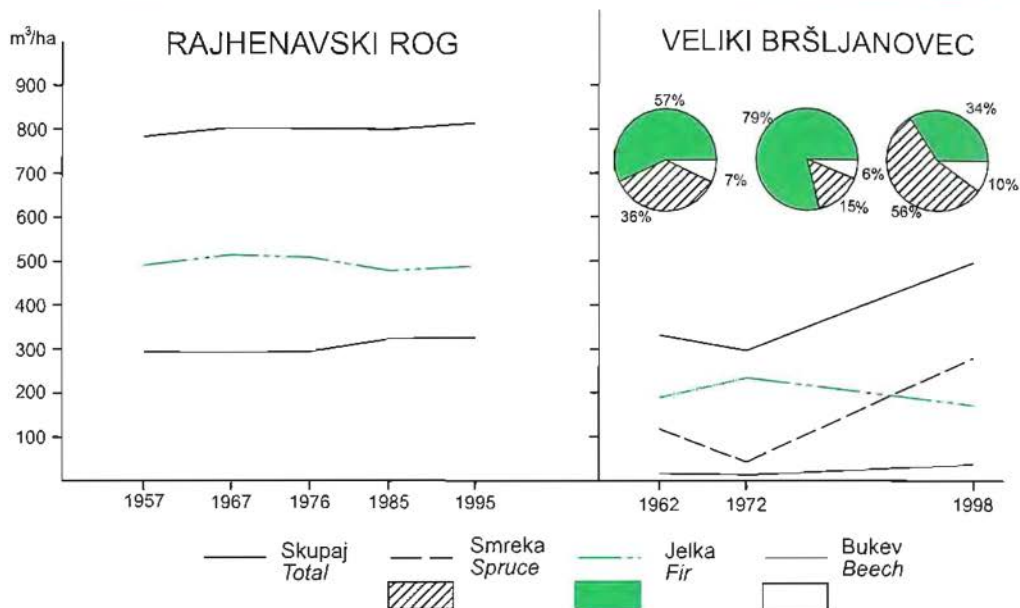 m³/ha
RAJHENAVSKI ROG
VELIKI BRŠLJANOVEC
900
800
700
600
500
400
300
200
100
57%
7%
36%
79%
6%
15%
34%
10%
56%
1957 1967 1976 1985 1995
1962 1972 1998
Skupaj Smreka Jelka Bukev
Total Spruce Fir Beech